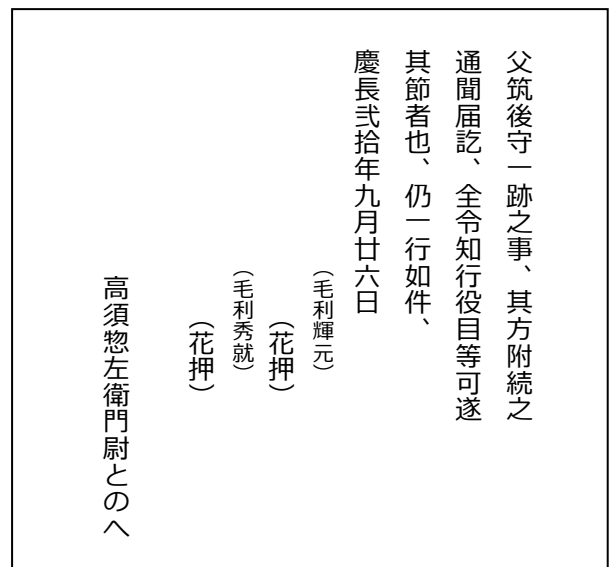 父筑後守一跡之事、其方附続之
通聞届訖、全令知行役目等可遂
其節者也、仍一行如件、
慶長弐拾年九月廿六日
（毛利輝元）
（花押）
（毛利秀就）
（花押）
高須惣左衛門尉とのへ